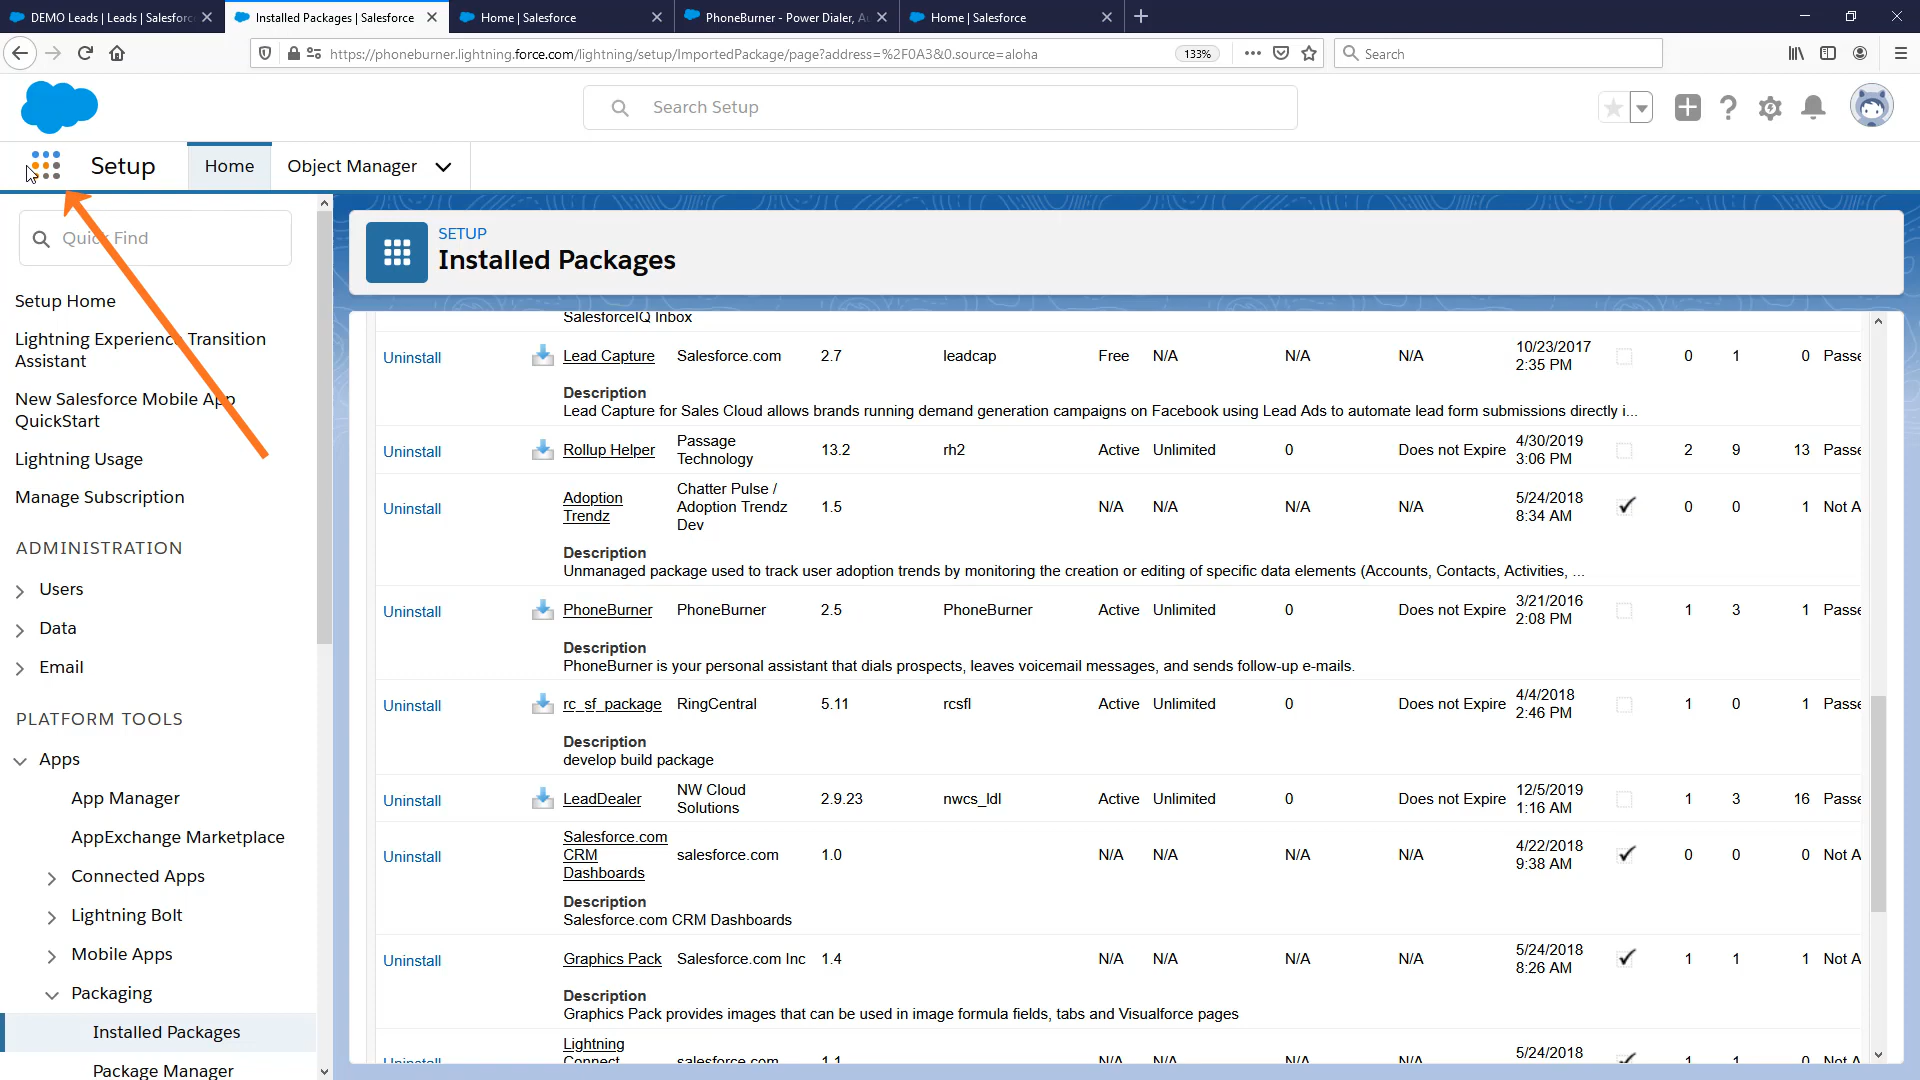 DEMO Leads | Leads | Salesforc
Installed Packages | Salesforce
Home | Salesforce
PhoneBurner - Power Dialer, A
Home | Salesforce
https://phoneburner.lightning.force.com/lightning/setup/ImportedPackage/page?address=%2F0A3&0.source=aloha
133%
Search
Search Setup
Setup
Home
Object Manager
Quick Find
Setup Home
Lightning Experience Transition
Assistant
New Salesforce Mobile App
QuickStart
Lightning Usage
Manage Subscription
ADMINISTRATION
Users
Data
Email
PLATFORM TOOLS
Apps
App Manager
AppExchange Marketplace
Connected Apps
Lightning Bolt
Mobile Apps
Packaging
Installed Packages
Package Manager
SETUP
Installed Packages
SalesforceIQ Inbox
Uninstall Lead Capture Salesforce.com 2.7 leadcap Free N/A N/A N/A 10/23/2017 2:35 PM 0 1 0 Passe
Description
Lead Capture for Sales Cloud allows brands running demand generation campaigns on Facebook using Lead Ads to automate lead form submissions directly i...
Uninstall Rollup Helper Passage Technology 13.2 rh2 Active Unlimited 0 Does not Expire 4/30/2019 3:06 PM 2 9 13 Passe
Uninstall Adoption Trendz Chatter Pulse / Adoption Trendz Dev 1.5 N/A N/A N/A N/A 5/24/2018 8:34 AM 0 0 1 Not A
Description
Unmanaged package used to track user adoption trends by monitoring the creation or editing of specific data elements (Accounts, Contacts, Activities, ...
Uninstall PhoneBurner PhoneBurner 2.5 PhoneBurner Active Unlimited 0 Does not Expire 3/21/2016 2:08 PM 1 3 1 Passe
Description
PhoneBurner is your personal assistant that dials prospects, leaves voicemail messages, and sends follow-up e-mails.
Uninstall rc_sf_package RingCentral 5.11 rcsfl Active Unlimited 0 Does not Expire 4/4/2018 2:46 PM 1 0 1 Passe
Description
develop build package
Uninstall LeadDealer NW Cloud Solutions 2.9.23 nwcs_ldl Active Unlimited 0 Does not Expire 12/5/2019 1:16 AM 1 3 16 Passe
Uninstall Salesforce.com CRM Dashboards salesforce.com 1.0 N/A N/A N/A N/A 4/22/2018 9:38 AM 0 0 0 Not A
Description
Salesforce.com CRM Dashboards
Uninstall Graphics Pack Salesforce.com Inc 1.4 N/A N/A N/A N/A 5/24/2018 8:26 AM 1 1 1 Not A
Description
Graphics Pack provides images that can be used in image formula fields, tabs and Visualforce pages
Uninstall Lightning Connect salesforce.com 1.1 N/A N/A N/A N/A 5/24/2018 1 1 0 Not A